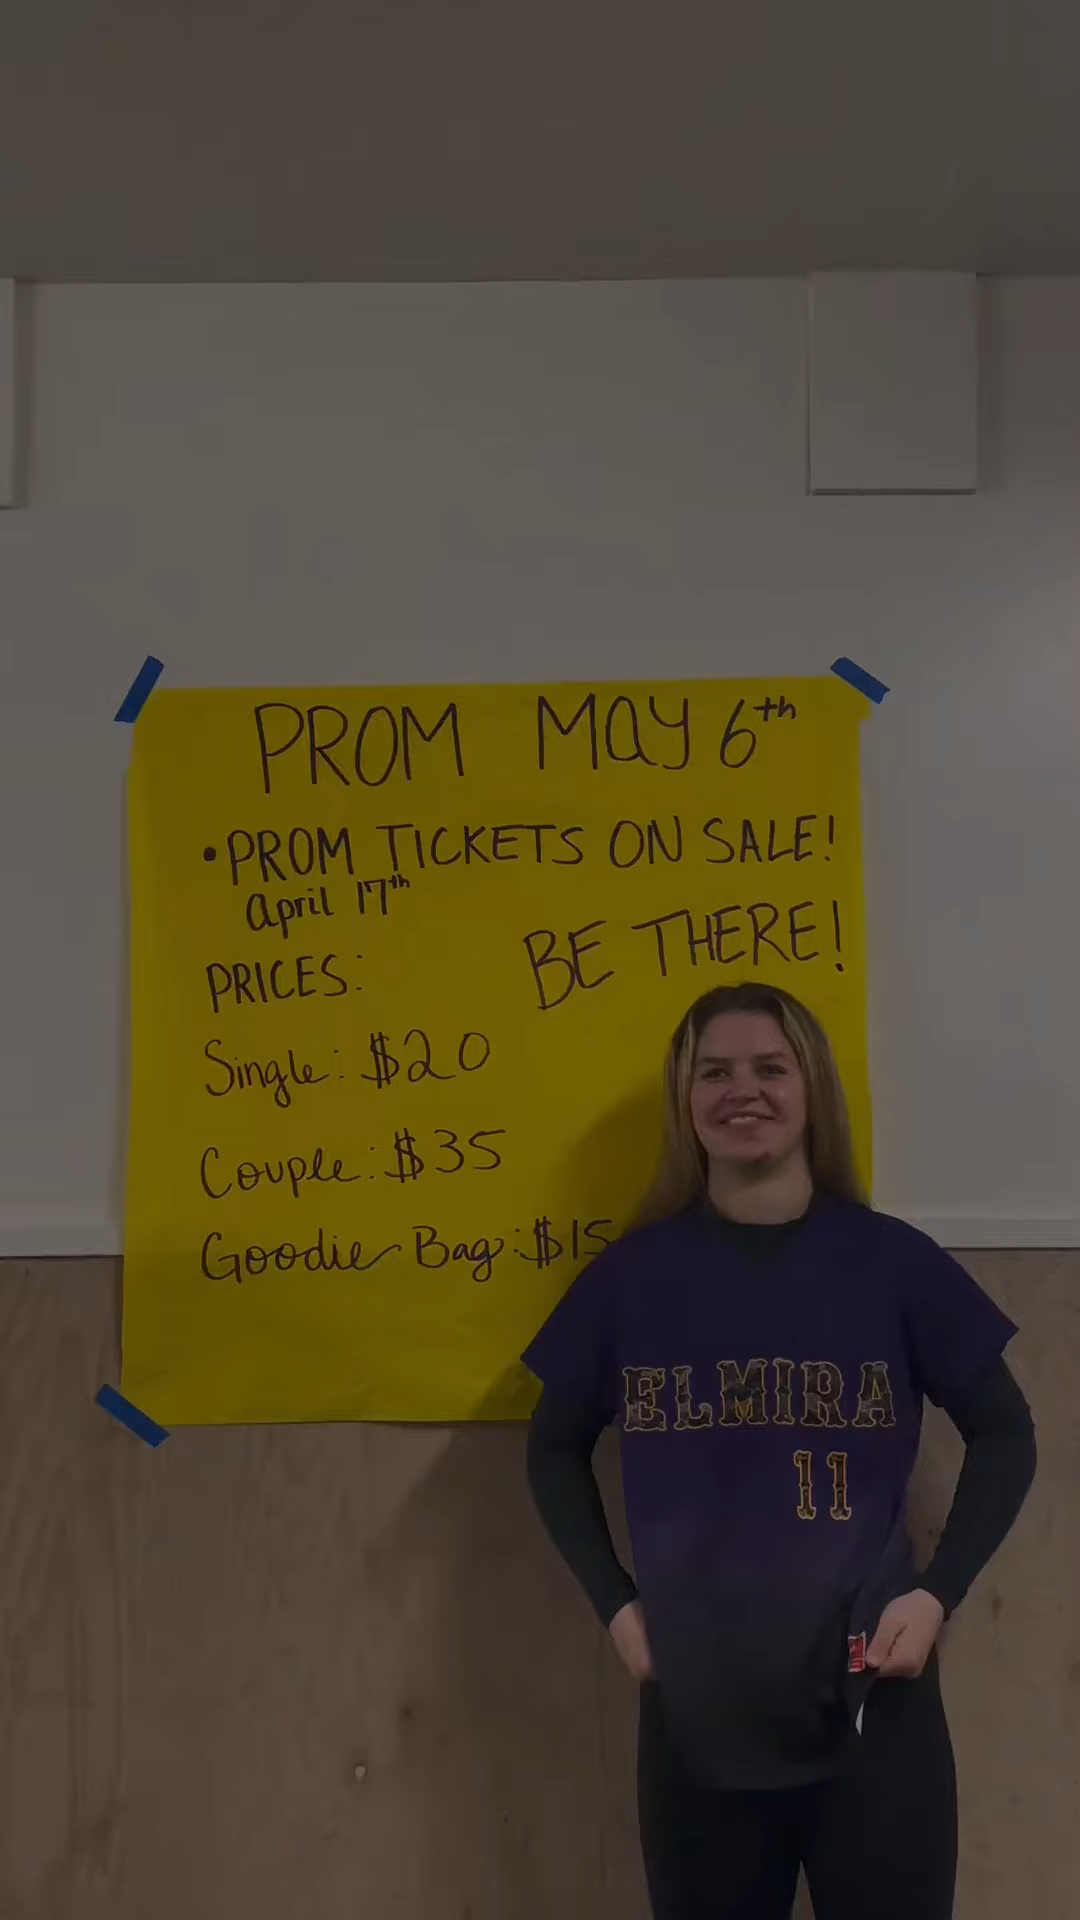 PROM MAY 6th
• PROM TICKETS ON SALE!
April 17th
BE THERE!
PRICES:
Single: $20
Couple: $35
Goodie Bag: $15
ELMIRA
11